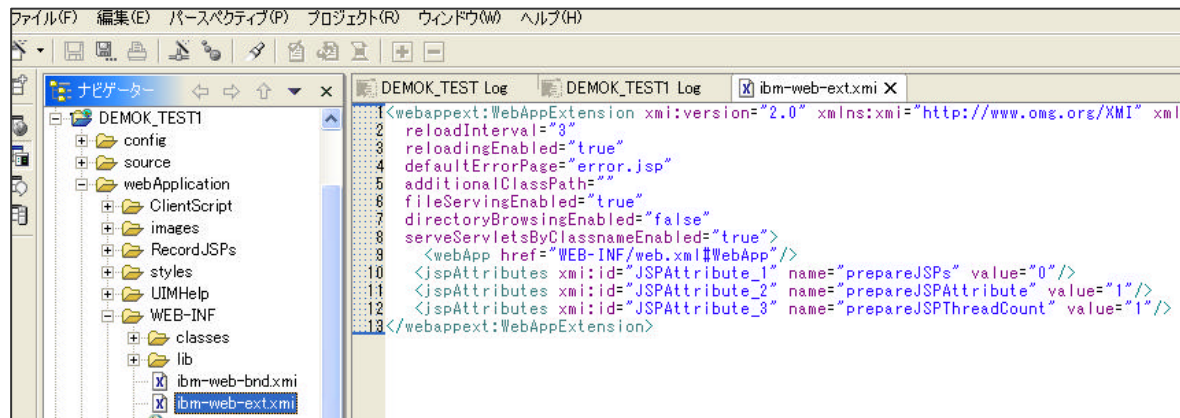 ファイル(F) 編集(E) パースペクティブ(P) プロジェクト(R) ウィンドウ(W) ヘルプ(H)
ナビゲーター
DEMOK_TEST1
config
source
webApplication
ClientScript
images
RecordJSPs
styles
UIMHelp
WEB-INF
classes
lib
ibm-web-bnd.xmi
ibm-web-ext.xmi
DEMOK_TEST Log DEMOK_TEST1 Log ibm-web-ext.xmi
1<webappext:WebAppExtension xmi:version="2.0" xmlns:xmi="http://www.omg.org/XMI" xml
2 reloadInterval="3"
3 reloadingEnabled="true"
4 defaultErrorPage="error.jsp"
5 additionalClassPath=""
6 fileServingEnabled="true"
7 directoryBrowsingEnabled="false"
8 serveServletsByClassnameEnabled="true">
9 <webApp href="WEB-INF/web.xml#WebApp"/>
10 <jspAttributes xmi:id="JSPAttribute_1" name="prepareJSPs" value="0"/>
11 <jspAttributes xmi:id="JSPAttribute_2" name="prepareJSPAttribute" value="1"/>
12 <jspAttributes xmi:id="JSPAttribute_3" name="prepareJSPThreadCount" value="1"/>
13</webappext:WebAppExtension>